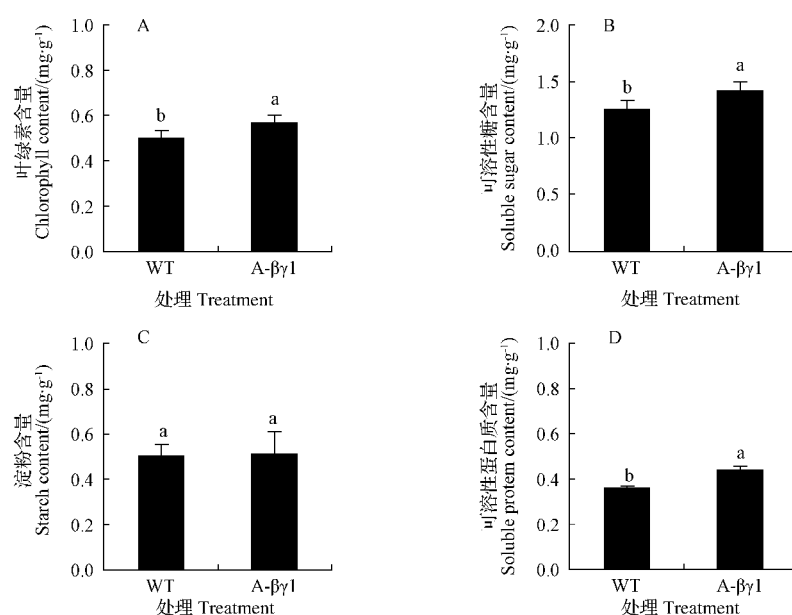 A
叶绿素含量
Chlorophyll content/(mg·g⁻¹)
1.0
0.8
0.6
0.4
0.2
0.0
b
a
WT
A-βγ1
处理 Treatment
B
可溶性糖含量
Soluble sugar content/(mg·g⁻¹)
2.0
1.5
1.0
0.5
0.0
b
a
WT
A-βγ1
处理 Treatment
C
淀粉含量
Starch content/(mg·g⁻¹)
1.0
0.8
0.6
0.4
0.2
0.0
a
a
WT
A-βγ1
处理 Treatment
D
可溶性蛋白质含量
Soluble protem content/(mg·g⁻¹)
1.0
0.8
0.6
0.4
0.2
0.0
b
a
WT
A-βγ1
处理 Treatment